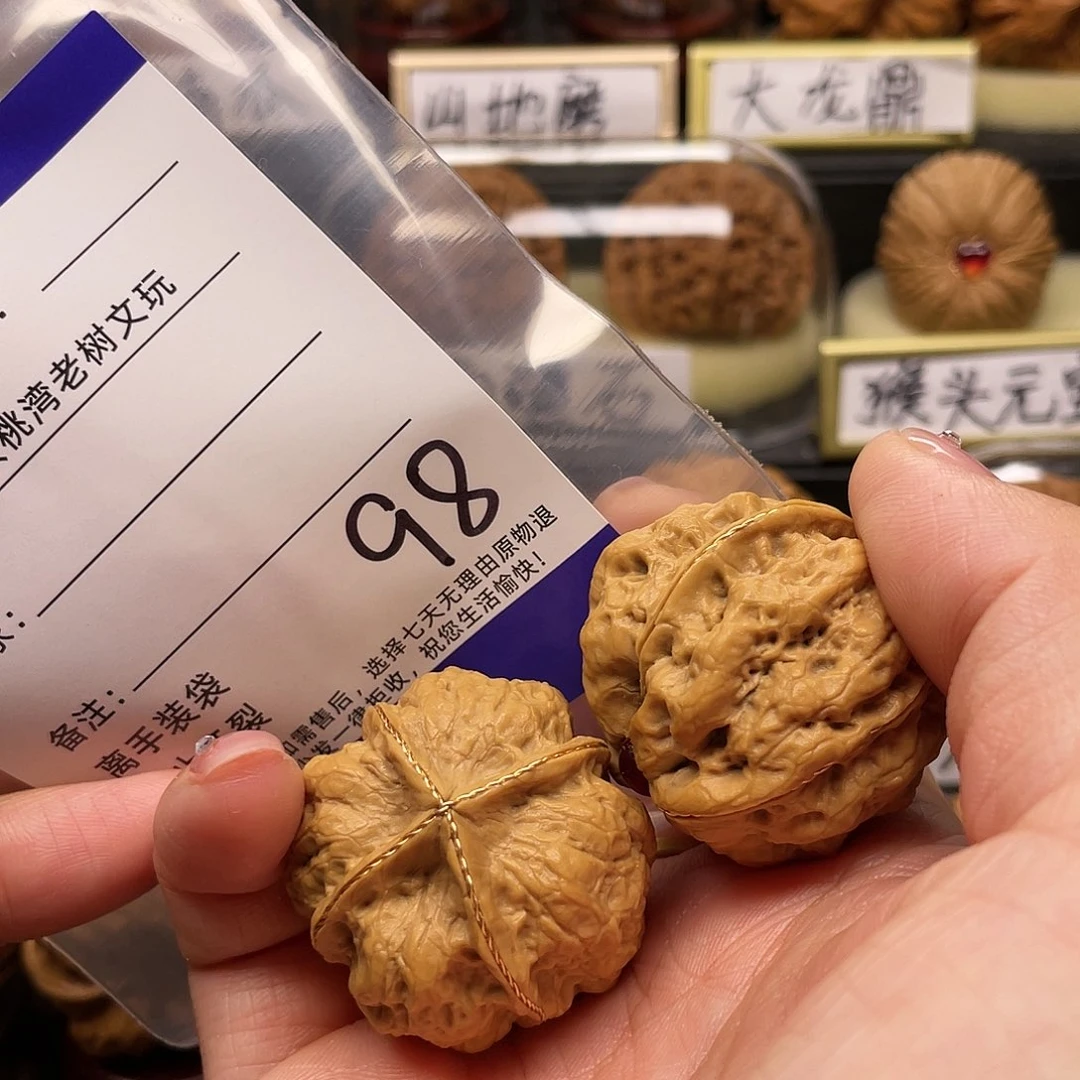 山地麒
大龙鼎
猴头元宝
桃湾老树文玩
98
备注：
离手装袋
裂
如需售后，选择七天无理由原物退
一律拒收，祝您生活愉快！